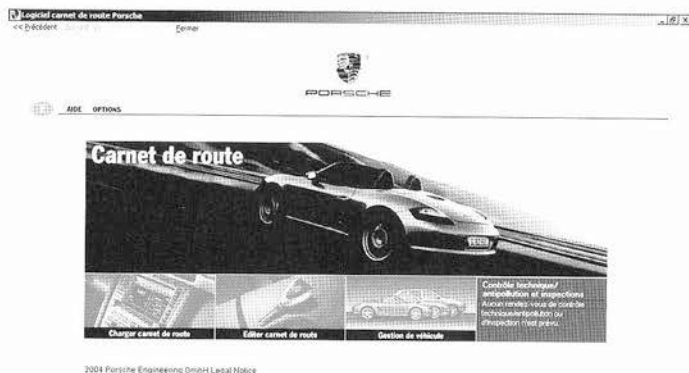 Logiciel carnet de route Porsche
<< Précédent
Fermer
PORSCHE
AIDE OPTIONS
Carnet de route
Charger carnet de route
Editer carnet de route
Gestion de véhicule
Contrôle technique/
antipollution et inspections
Aucun rendez-vous de contrôle
technique/antipollution ou
d'inspection n'est prévu.
2004 Porsche Engineering GmbH Legal Notice